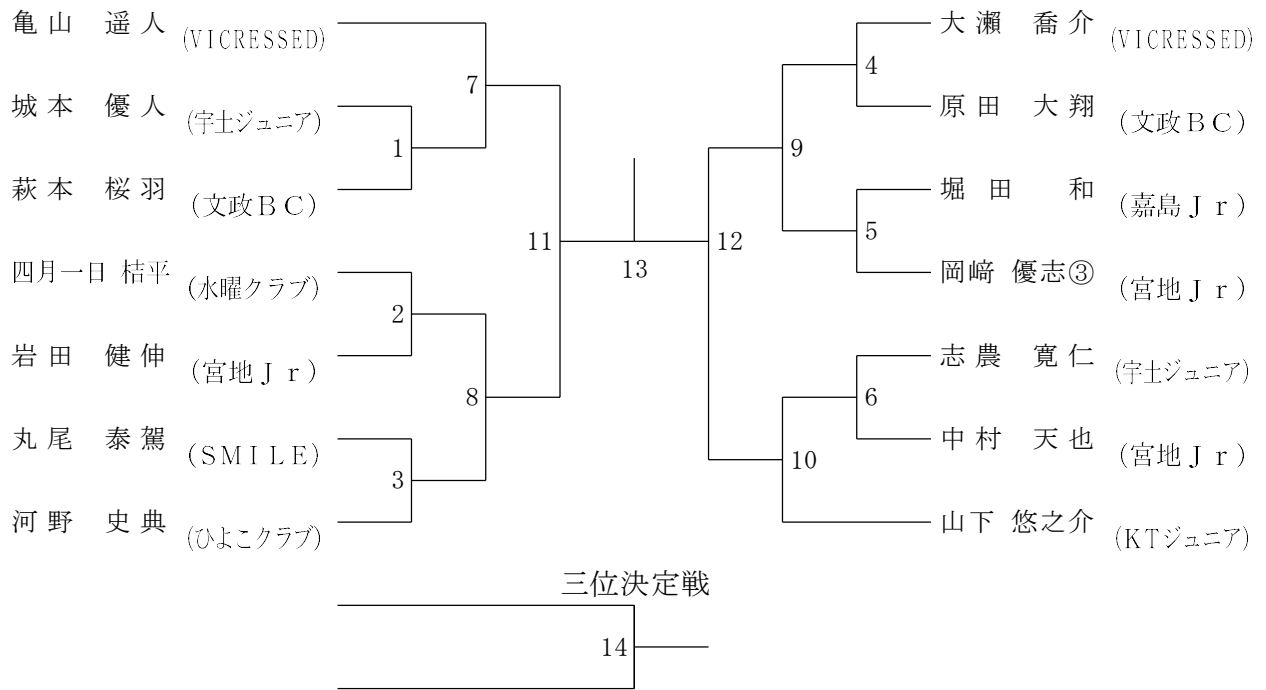 亀山 遥人 (VICRESSED)
7
城本 優人 (宇土ジュニア)
1
萩本 桜羽 (文政BC)
11
四月一日 桔平 (水曜クラブ)
2
岩田 健伸 (宮地Jr)
8
丸尾 泰駕 (SMILE)
3
河野 史典 (ひよこクラブ)
13
大瀬 喬介 (VICRESSED)
4
原田 大翔 (文政BC)
9
堀田 和 (嘉島Jr)
5
岡﨑 優志③ (宮地Jr)
12
志農 寛仁 (宇土ジュニア)
6
中村 天也 (宮地Jr)
10
山下 悠之介 (KTジュニア)
三位決定戦
14